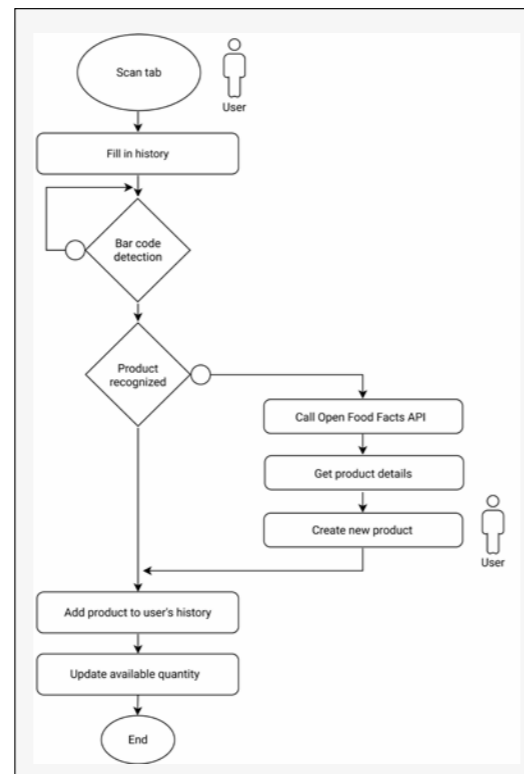 Scan tab
User
Fill in history
Bar code
detection
Product
recognized
Call Open Food Facts API
Get product details
Create new product
User
Add product to user's history
Update available quantity
End